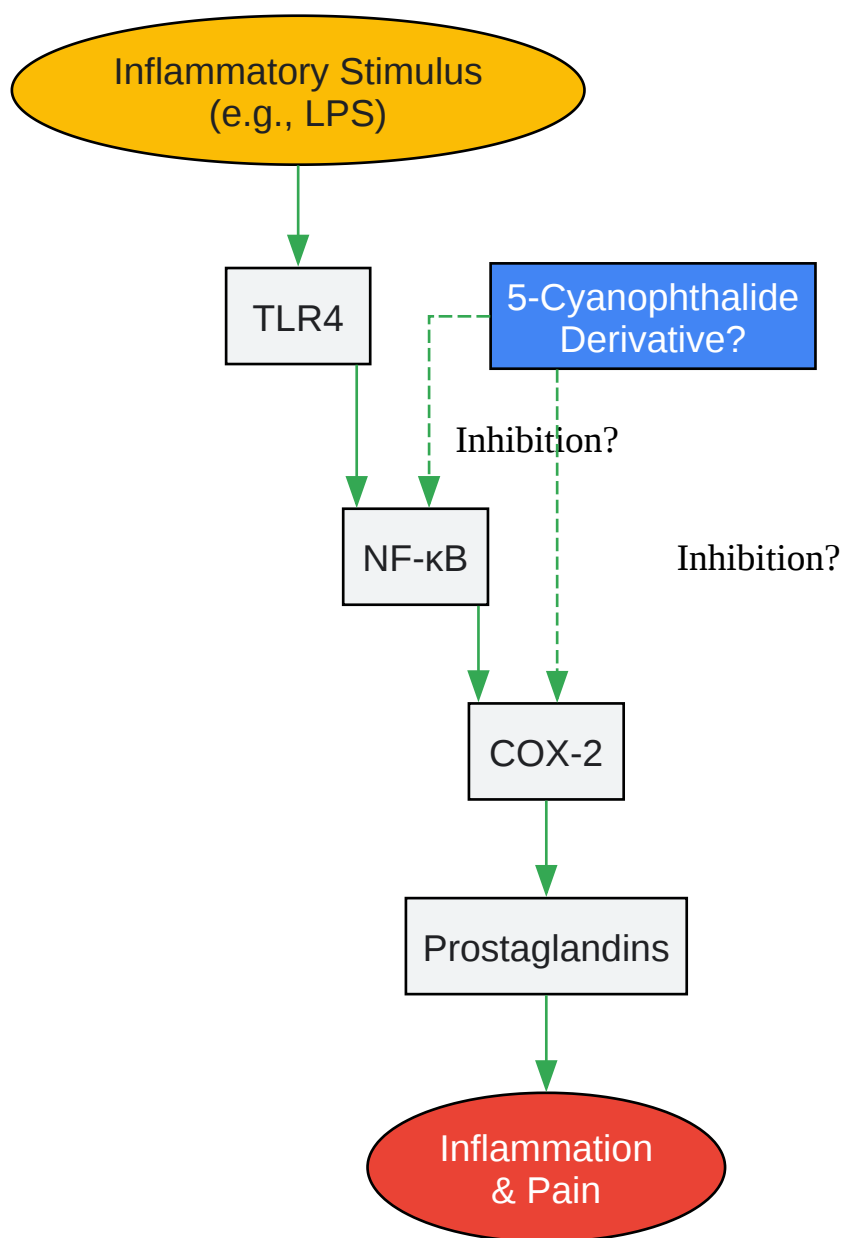 Inflammatory Stimulus
(e.g., LPS)
TLR4
5-Cyanophthalide
Derivative?
Inhibition?
NF-κB
Inhibition?
COX-2
Prostaglandins
Inflammation
& Pain